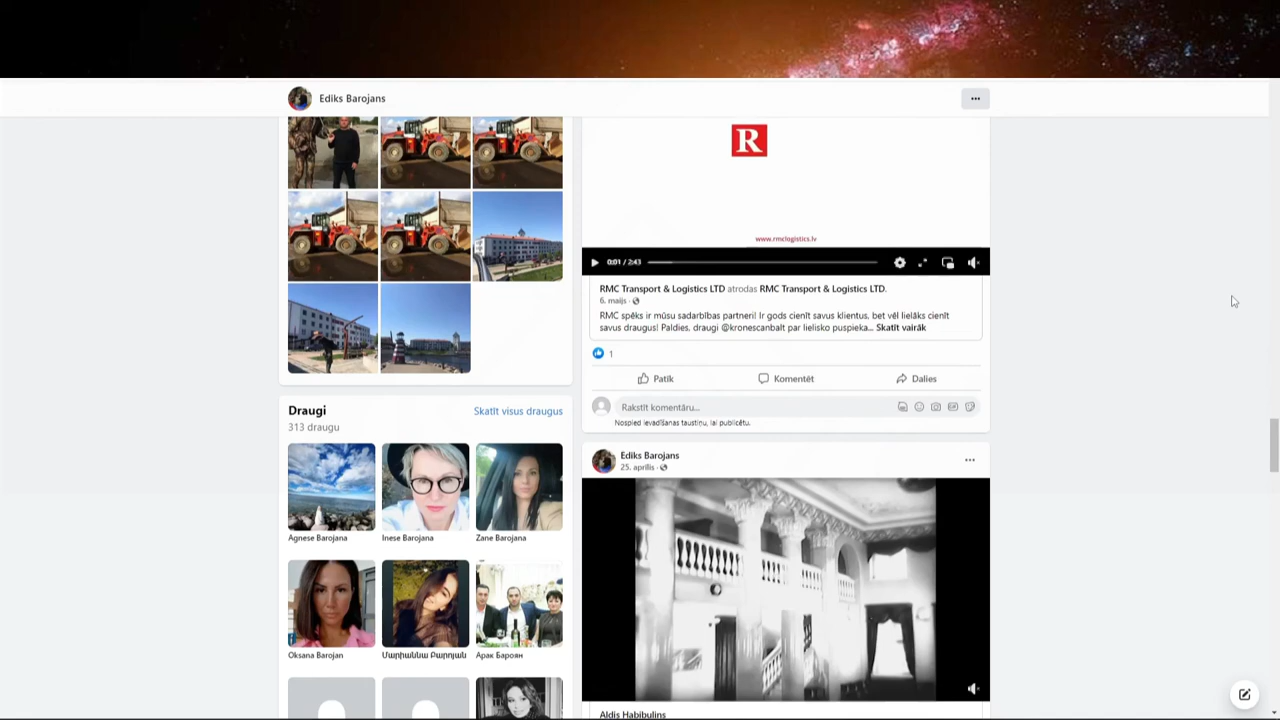 Ediks Barojans
R
www.rmclogistics.lv
0:01 / 2:43
RMC Transport & Logistics LTD atrodas RMC Transport & Logistics LTD.
6. maijs
RMC spēks ir mūsu sadarbības partneri! Ir gods cienīt savus klientus, bet vēl lielāks cienīt
savus draugus! Paldies, draugi @kronescanbalt par lielisko puspieka... Skatīt vairāk
1
Patīk
Komentēt
Dalies
Rakstīt komentāru...
GIF
Nospied ievadīšanas taustiņu, lai publicētu.
Draugi
Skatīt visus draugus
313 draugu
Agnese Barojana
Inese Barojana
Zane Barojana
Oksana Barojan
Մարիաննա Բարոյան
Арак Бароян
Ediks Barojans
25. aprīlis
Aldis Habibulins